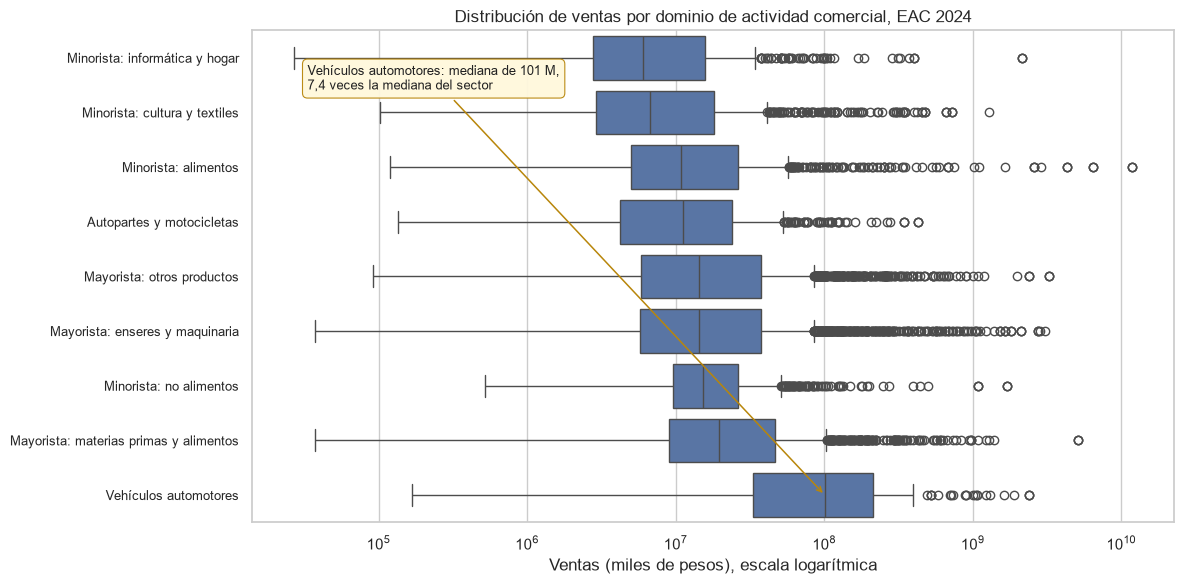 Distribución de ventas por dominio de actividad comercial, EAC 2024
Minorista: informática y hogar
Vehículos automotores: mediana de 101 M,
7,4 veces la mediana del sector
Minorista: cultura y textiles
Minorista: alimentos
Autopartes y motocicletas
Mayorista: otros productos
Mayorista: enseres y maquinaria
Minorista: no alimentos
Mayorista: materias primas y alimentos
Vehículos automotores
10⁵ 10⁶ 10⁷ 10⁸ 10⁹ 10¹⁰
Ventas (miles de pesos), escala logarítmica